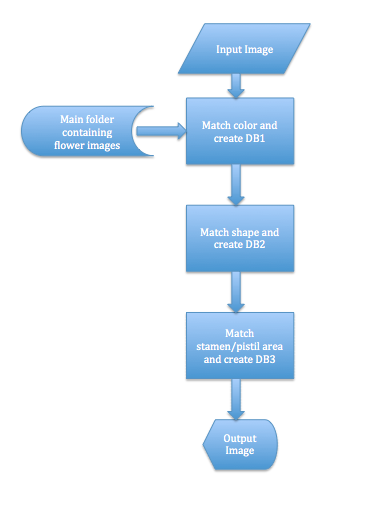 Input Image
Main folder
containing
flower images
Match color and
create DB1
Match shape and
create DB2
Match
stamen/pistil area
and create DB3
Output
Image